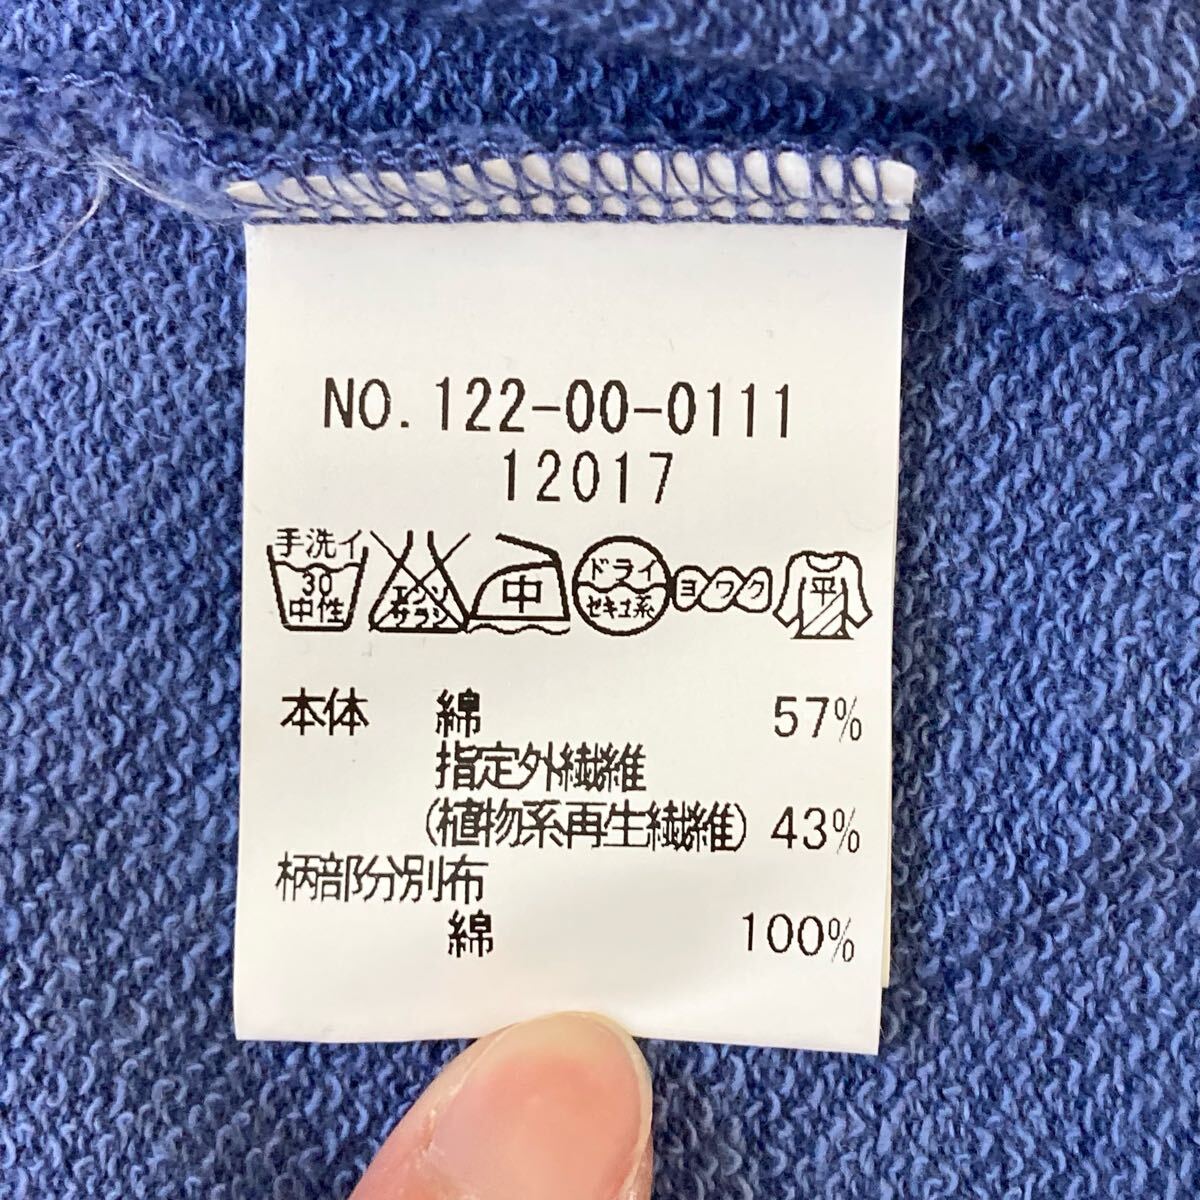 NO.122-00-0111
12017
手洗イ 30 中性 エンソ サラシ 中 ドライ セキユ系 ヨワク 平
本体 綿 57%
指定外繊維
(植物系再生繊維) 43%
柄部分別布
綿 100%